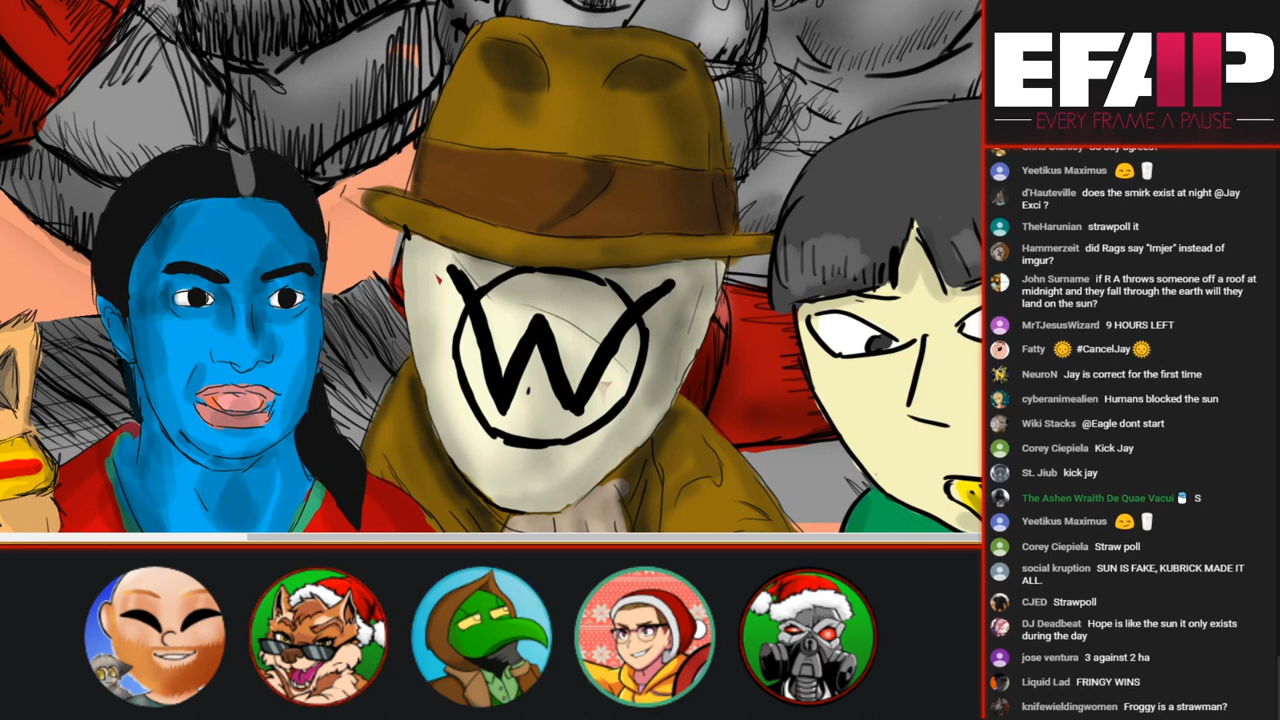 W
EFAP
EVERY FRAME A PAUSE
Yeetikus Maximus
d'Hauteville does the smirk exist at night @Jay
Exci ?
TheHarunian strawpoll it
Hammerzeit did Rags say "Imjer" instead of
imgur?
John Surname if R A throws someone off a roof at
midnight and they fall through the earth will they
land on the sun?
MrTJesusWizard 9 HOURS LEFT
Fatty #CancelJay
NeuroN Jay is correct for the first time
cyberanimealien Humans blocked the sun
Wiki Stacks @Eagle dont start
Corey Ciepiela Kick Jay
St. Jiub kick jay
The Ashen Wraith De Quae Vacui S
Yeetikus Maximus
Corey Ciepiela Straw poll
social kruption SUN IS FAKE, KUBRICK MADE IT
ALL.
CJED Strawpoll
DJ Deadbeat Hope is like the sun it only exists
during the day
jose ventura 3 against 2 ha
Liquid Lad FRINGY WINS
knifewieldingwomen Froggy is a strawman?